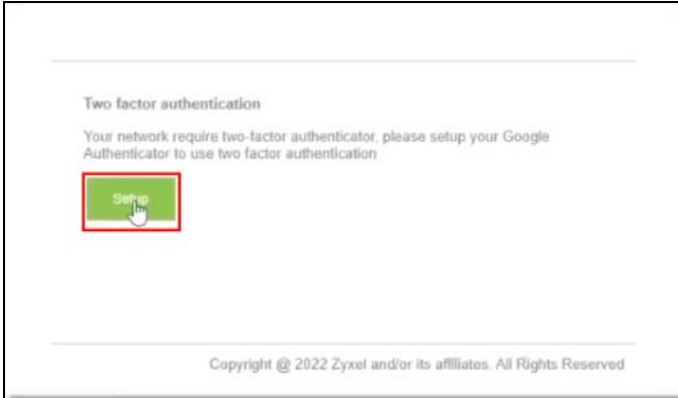 Two factor authentication
Your network require two-factor authenticator, please setup your Google
Authenticator to use two factor authentication
Setup
Copyright @ 2022 Zyxel and/or its affiliates. All Rights Reserved